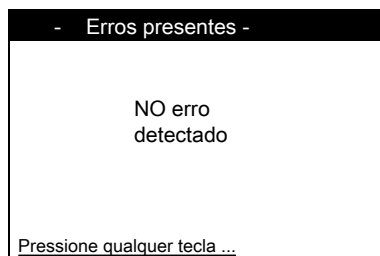 - Erros presentes -
NO erro
detectado
Pressione qualquer tecla ...